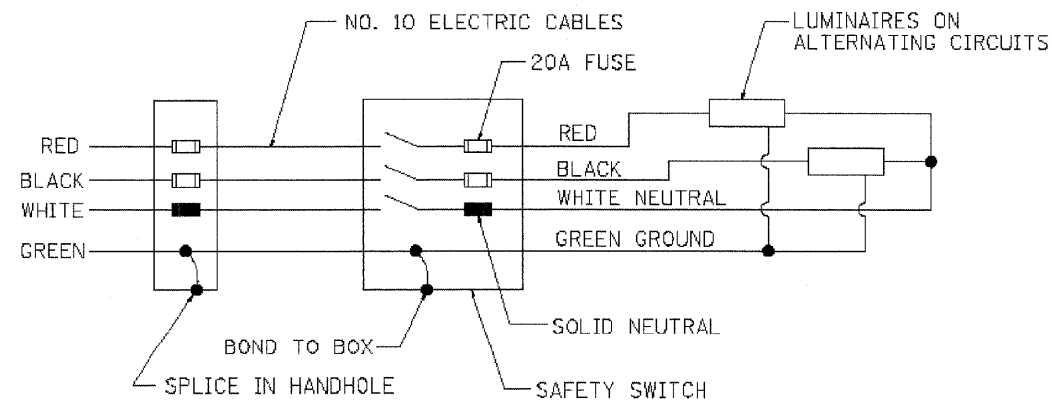 NO. 10 ELECTRIC CABLES
LUMINAIRES ON
ALTERNATING CIRCUITS
20A FUSE
RED
RED
BLACK
BLACK
WHITE
WHITE NEUTRAL
GREEN
GREEN GROUND
SOLID NEUTRAL
BOND TO BOX
SPLICE IN HANDHOLE
SAFETY SWITCH